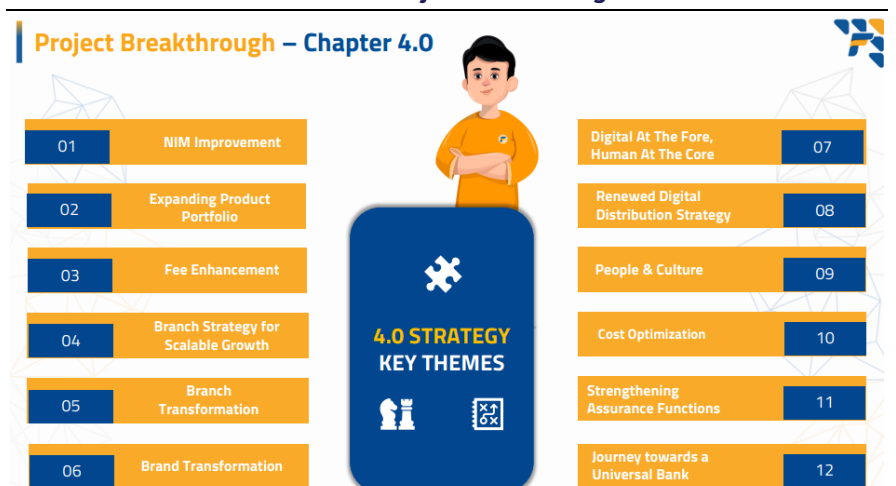 Project Breakthrough – Chapter 4.0
01
NIM Improvement
02
Expanding Product
Portfolio
03
Fee Enhancement
04
Branch Strategy for
Scalable Growth
05
Branch
Transformation
06
Brand Transformation
4.0 STRATEGY
KEY THEMES
Digital At The Fore,
Human At The Core
07
Renewed Digital
Distribution Strategy
08
People & Culture
09
Cost Optimization
10
Strengthening
Assurance Functions
11
Journey towards a
Universal Bank
12